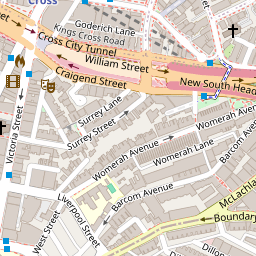 Goderich Lane
Cross
Kings Cross Road
Cross City Tunnel
William Street
Craigend Street
New South Head
Surrey Lane
Surrey Street
Victoria Street
Womerah Avenue
Womerah Avenue
Womerah Lane
Barcom Avenue
Barcom Avenue
McLachla
Liverpool Street
West Street
Boundary
Dillon